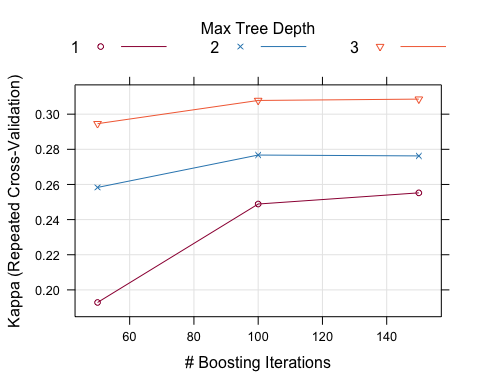 Max Tree Depth
1 2 3
Kappa (Repeated Cross-Validation)
0.30
0.28
0.26
0.24
0.22
0.20
60 80 100 120 140
# Boosting Iterations